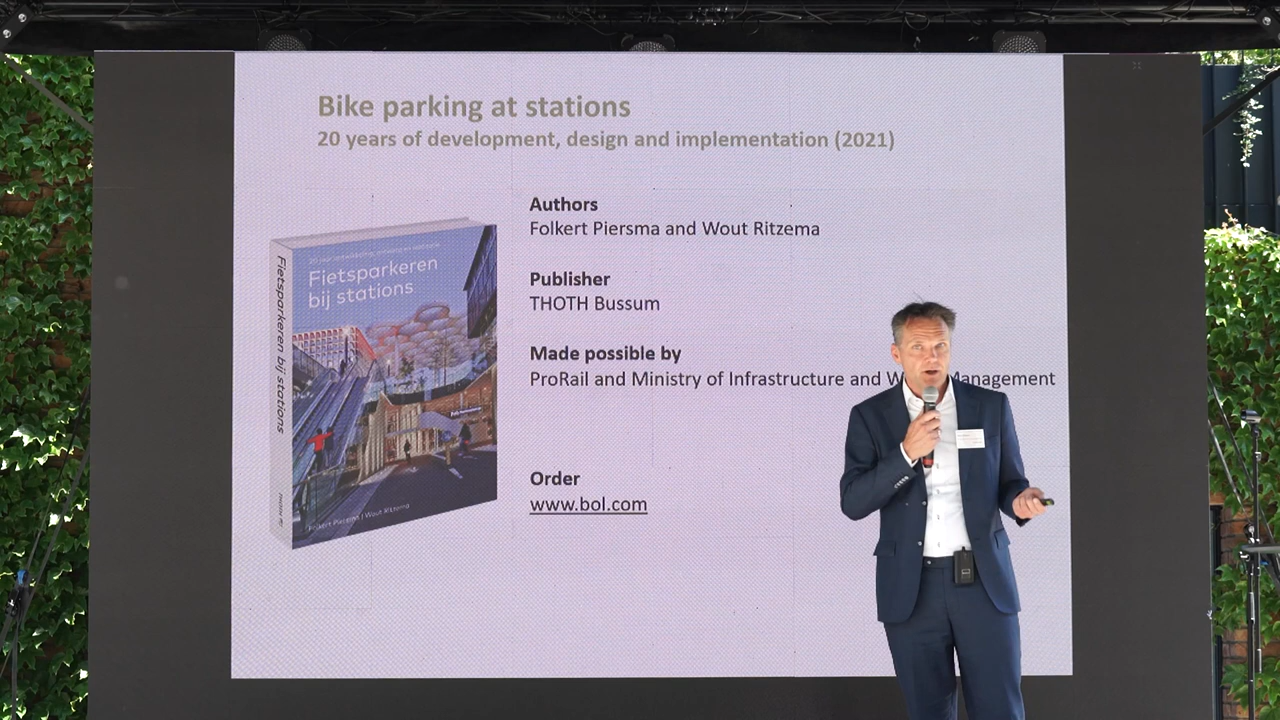 Bike parking at stations
20 years of development, design and implementation (2021)
Authors
Folkert Piersma and Wout Ritzema
Publisher
THOTH Bussum
Made possible by
ProRail and Ministry of Infrastructure and W Management
Order
www.bol.com
Fietsparkeren
bij stations
Folkert Piersma | Wout Ritzema
Fietsparkeren bij stations